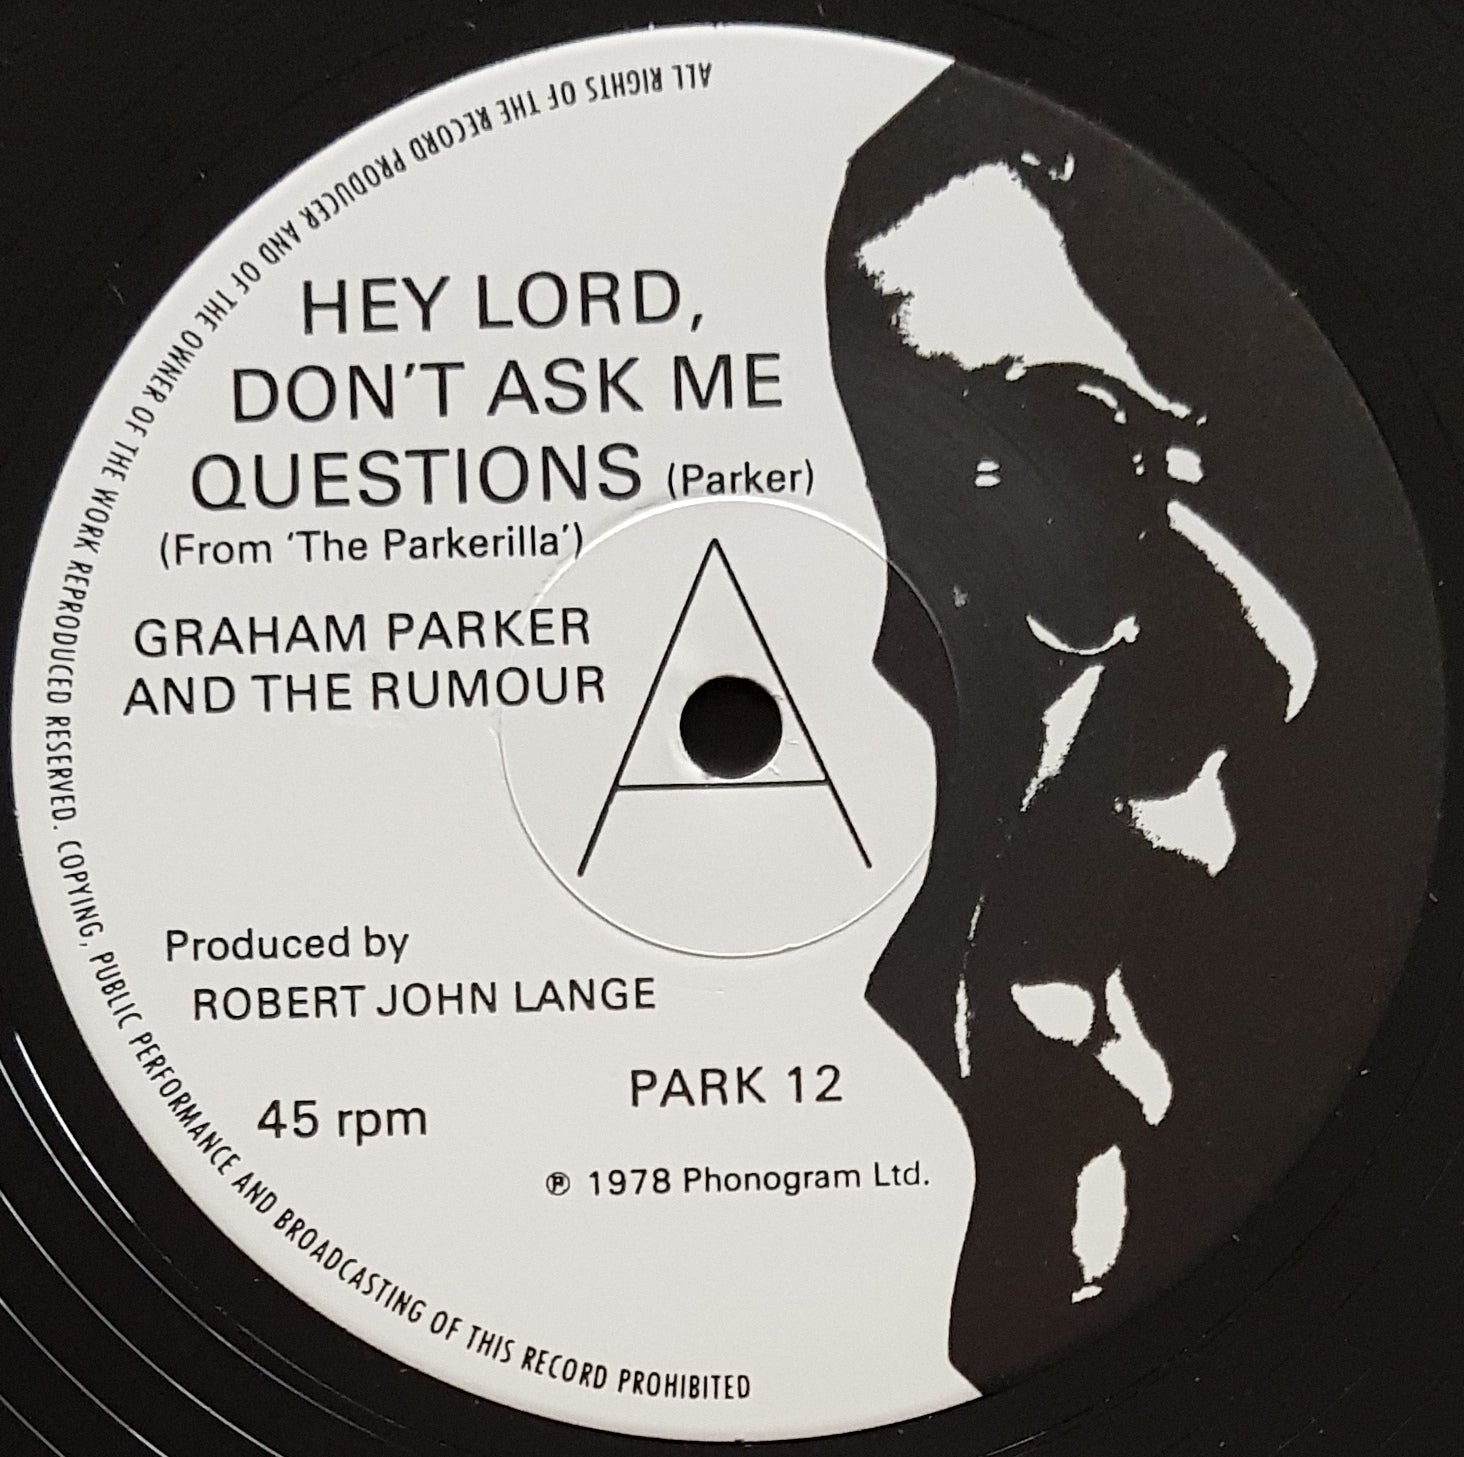 HEY LORD,
DON'T ASK ME
QUESTIONS (Parker)
(From 'The Parkerilla')
GRAHAM PARKER
AND THE RUMOUR
A
Produced by
ROBERT JOHN LANGE
PARK 12
45 rpm
℗ 1978 Phonogram Ltd.
ALL RIGHTS OF THE RECORD PRODUCER AND OF THE OWNER OF THE WORK REPRODUCED RESERVED. COPYING, PUBLIC PERFORMANCE AND BROADCASTING OF THIS RECORD PROHIBITED